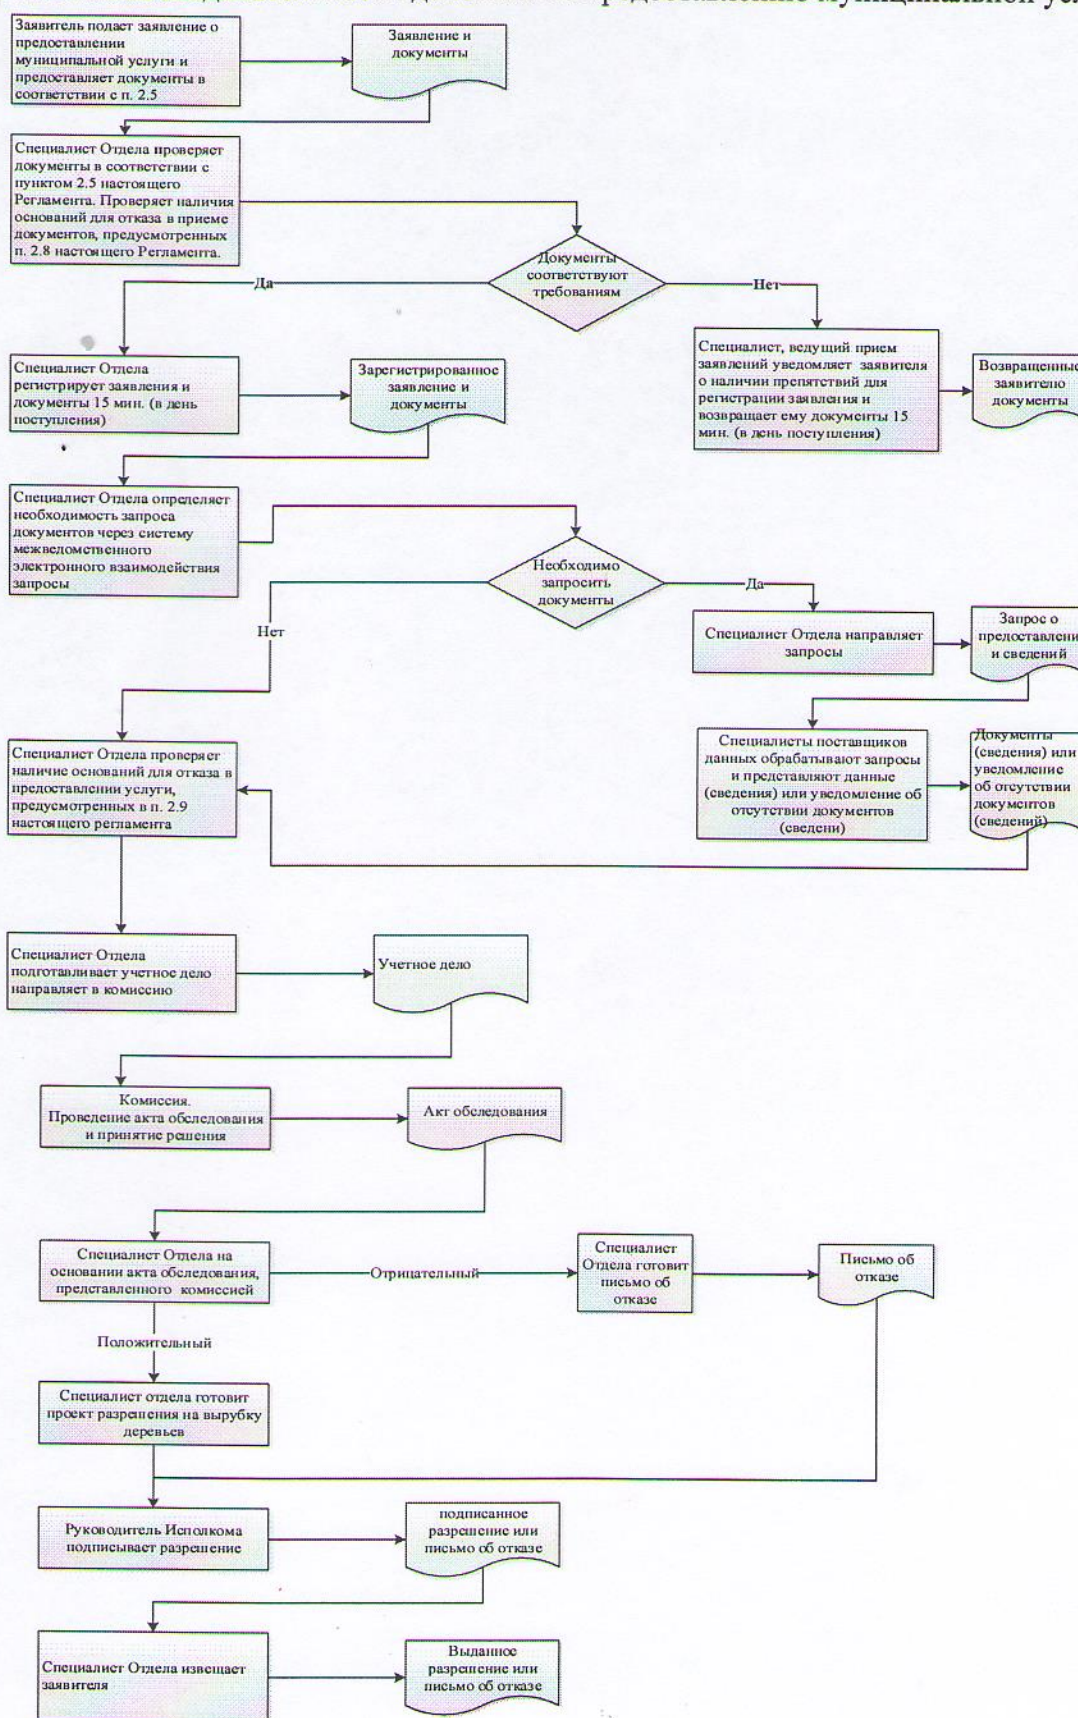 муниципальной
Заявитель подает заявление о
предоставлении
муниципальной услуги и
предоставляет документы в
соответствии с п. 2.5
Заявление и
документы
Специалист Отдела проверяет
документы в соответствии с
пунктом 2.5 настоящего
Регламента. Проверяет наличия
оснований для отказа в приеме
документов, предусмотренных
п. 2.8 настоящего Регламента.
Документы
соответствуют
требованиям
Да
Нет
Специалист Отдела
регистрирует заявления и
документы 15 мин. (в день
поступления)
Зарегистрированное
заявление и
документы
Специалист, ведущий прием
заявлений уведомляет заявителя
о наличии препятствий для
регистрации заявления и
возвращает ему документы 15
мин. (в день поступления)
Возвращенные
заявителю
документы
Специалист Отдела определяет
необходимость запроса
документов через систему
межведомственного
электронного взаимодействия
запросы
Необходимо
запросить
документы
Да
Нет
Специалист Отдела направляет
запросы
Запрос о
предоставлени
и сведений
Специалист Отдела проверяет
наличие оснований для отказа в
предоставлении услуги,
предусмотренных в п. 2.9
настоящего регламента
Специалисты поставщиков
данных обрабатывают запросы
и представляют данные
(сведения) или уведомление об
отсутствии документов
(сведени)
Документы
(сведения) или
уведомление
об отсутствии
документов
(сведений)
Специалист Отдела
подготавливает учетное дело
направляет в комиссию
Учетное дело
Комиссия.
Проведение акта обследования
и принятие решения
Акт обследования
Специалист Отдела на
основании акта обследования,
представленного комиссией
Отрицательный
Специалист
Отдела готовит
письмо об
отказе
Письмо об
отказе
Положительный
Специалист отдела готовит
проект разрешения на вырубку
деревьев
Руководитель Исполкома
подписывает разрешение
подписанное
разрешение или
письмо об отказе
Специалист Отдела извещает
заявителя
Выданное
разрешение или
письмо об отказе